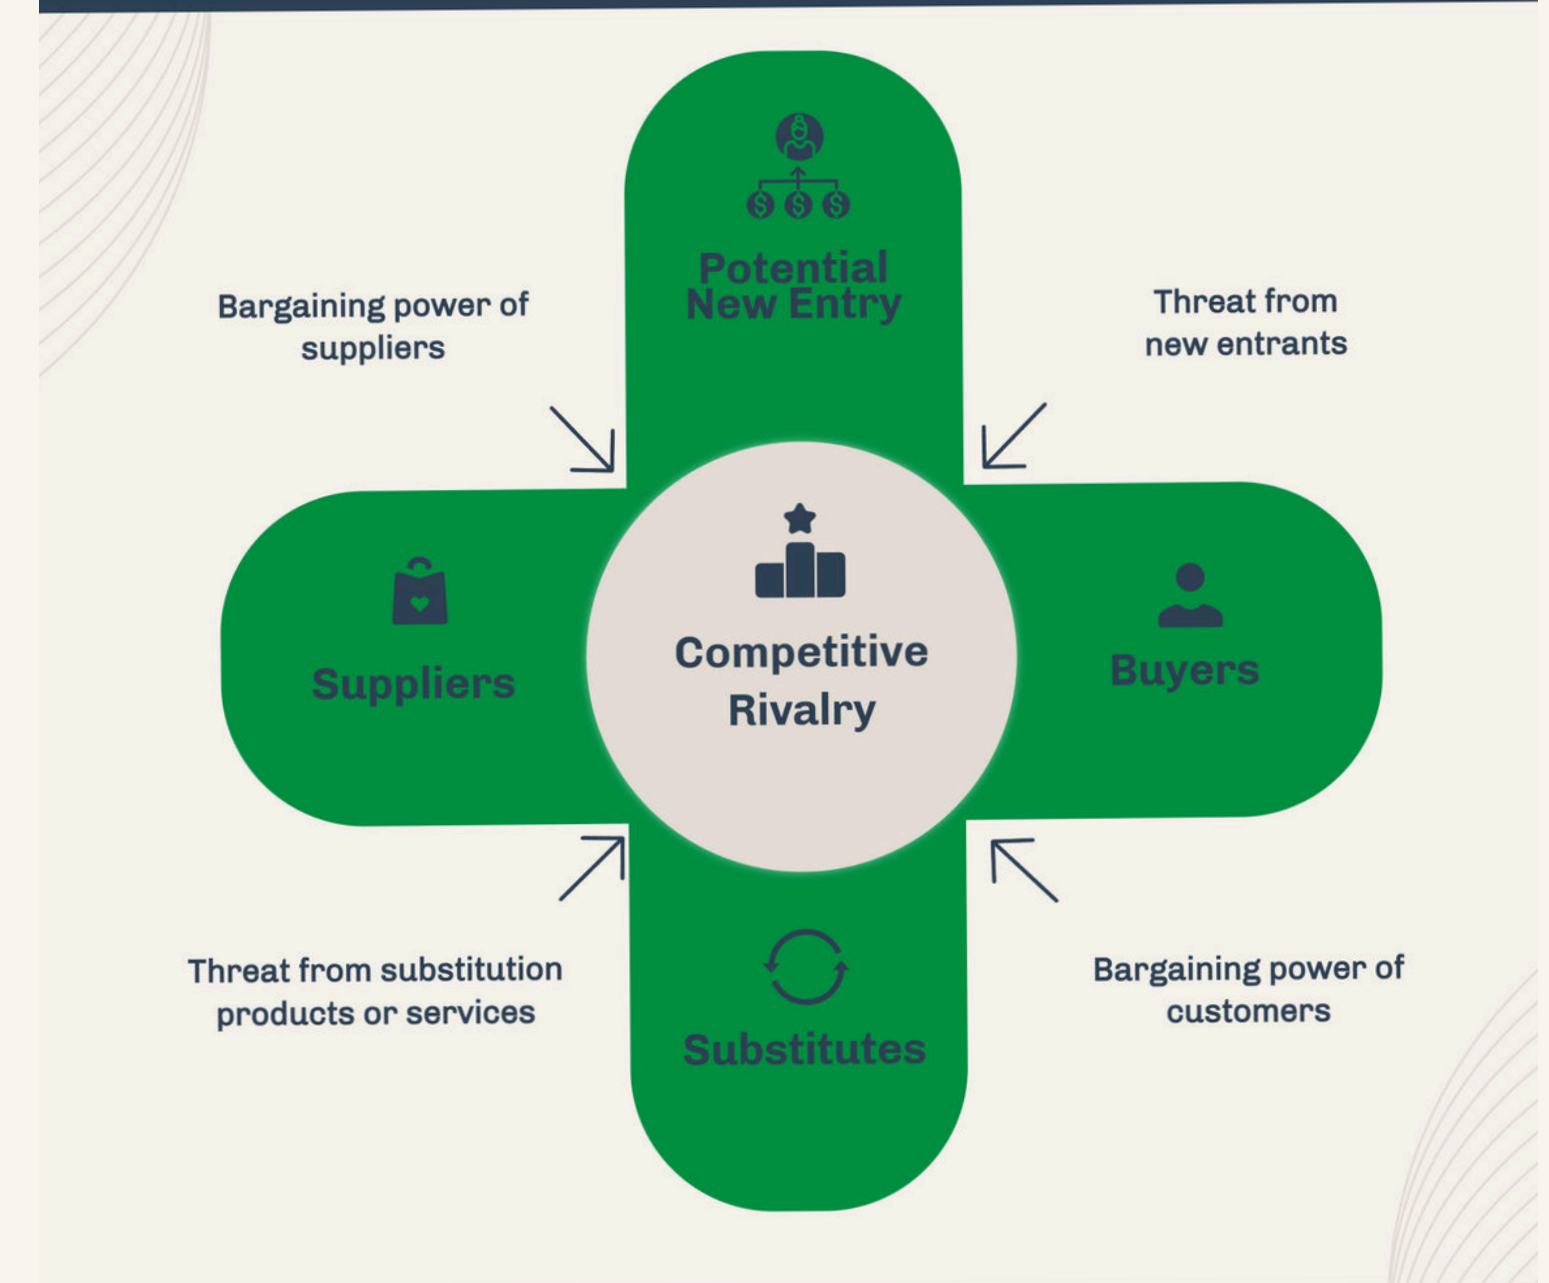 Potential
New Entry
Bargaining power of
suppliers
Threat from
new entrants
Suppliers
Competitive
Rivalry
Buyers
Threat from substitution
products or services
Substitutes
Bargaining power of
customers